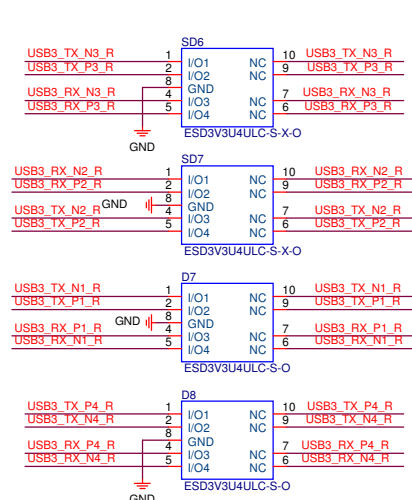 SD6
USB3_TX_N3_R 1 I/O1 NC 10 USB3_TX_N3_R
USB3_TX_P3_R 2 I/O2 NC 9 USB3_TX_P3_R
8 GND
USB3_RX_N3_R 4 I/O3 NC 7 USB3_RX_N3_R
USB3_RX_P3_R 5 I/O4 NC 6 USB3_RX_P3_R
ESD3V3U4ULC-S-X-O
GND
SD7
USB3_RX_N2_R 1 I/O1 NC 10 USB3_RX_N2_R
USB3_RX_P2_R 2 I/O2 NC 9 USB3_RX_P2_R
GND 8 GND
USB3_TX_N2_R 4 I/O3 NC 7 USB3_TX_N2_R
USB3_TX_P2_R 5 I/O4 NC 6 USB3_TX_P2_R
ESD3V3U4ULC-S-X-O
D7
USB3_TX_N1_R 1 I/O1 NC 10 USB3_TX_N1_R
USB3_TX_P1_R 2 I/O2 NC 9 USB3_TX_P1_R
GND 8 GND
USB3_RX_P1_R 4 I/O3 NC 7 USB3_RX_P1_R
USB3_RX_N1_R 5 I/O4 NC 6 USB3_RX_N1_R
ESD3V3U4ULC-S-O
D8
USB3_TX_P4_R 1 I/O1 NC 10 USB3_TX_P4_R
USB3_TX_N4_R 2 I/O2 NC 9 USB3_TX_N4_R
8 GND
USB3_RX_P4_R 4 I/O3 NC 7 USB3_RX_P4_R
USB3_RX_N4_R 5 I/O4 NC 6 USB3_RX_N4_R
ESD3V3U4ULC-S-O
GND